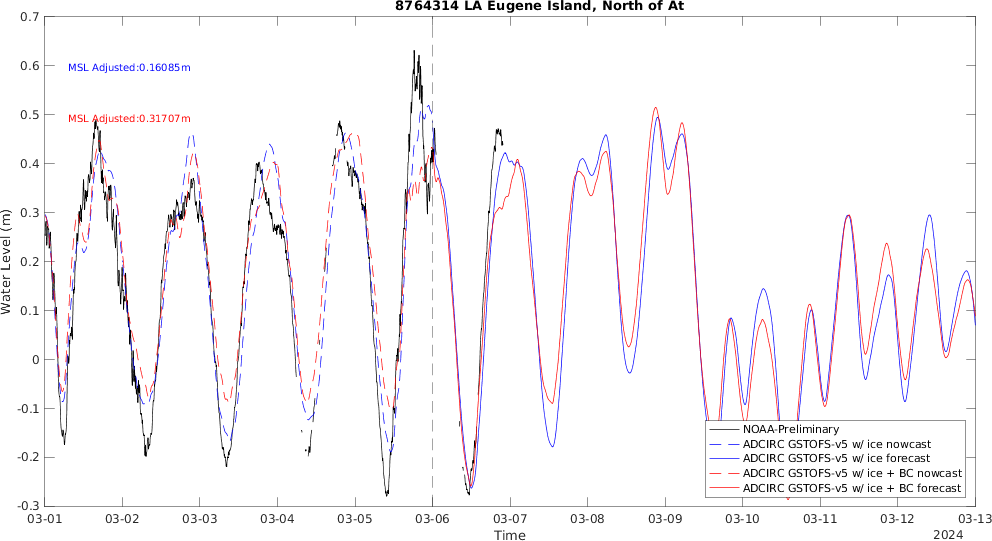 8764314 LA Eugene Island, North of At
0.7
0.6
0.5
0.4
0.3
0.2
0.1
0
-0.1
-0.2
-0.3
Water Level (m)
MSL Adjusted:0.16085m
MSL Adjusted:0.31707m
NOAA-Preliminary
ADCIRC GSTOFS-v5 w/ ice nowcast
ADCIRC GSTOFS-v5 w/ ice forecast
ADCIRC GSTOFS-v5 w/ ice + BC nowcast
ADCIRC GSTOFS-v5 w/ ice + BC forecast
03-01 03-02 03-03 03-04 03-05 03-06 03-07 03-08 03-09 03-10 03-11 03-12 03-13
Time
2024